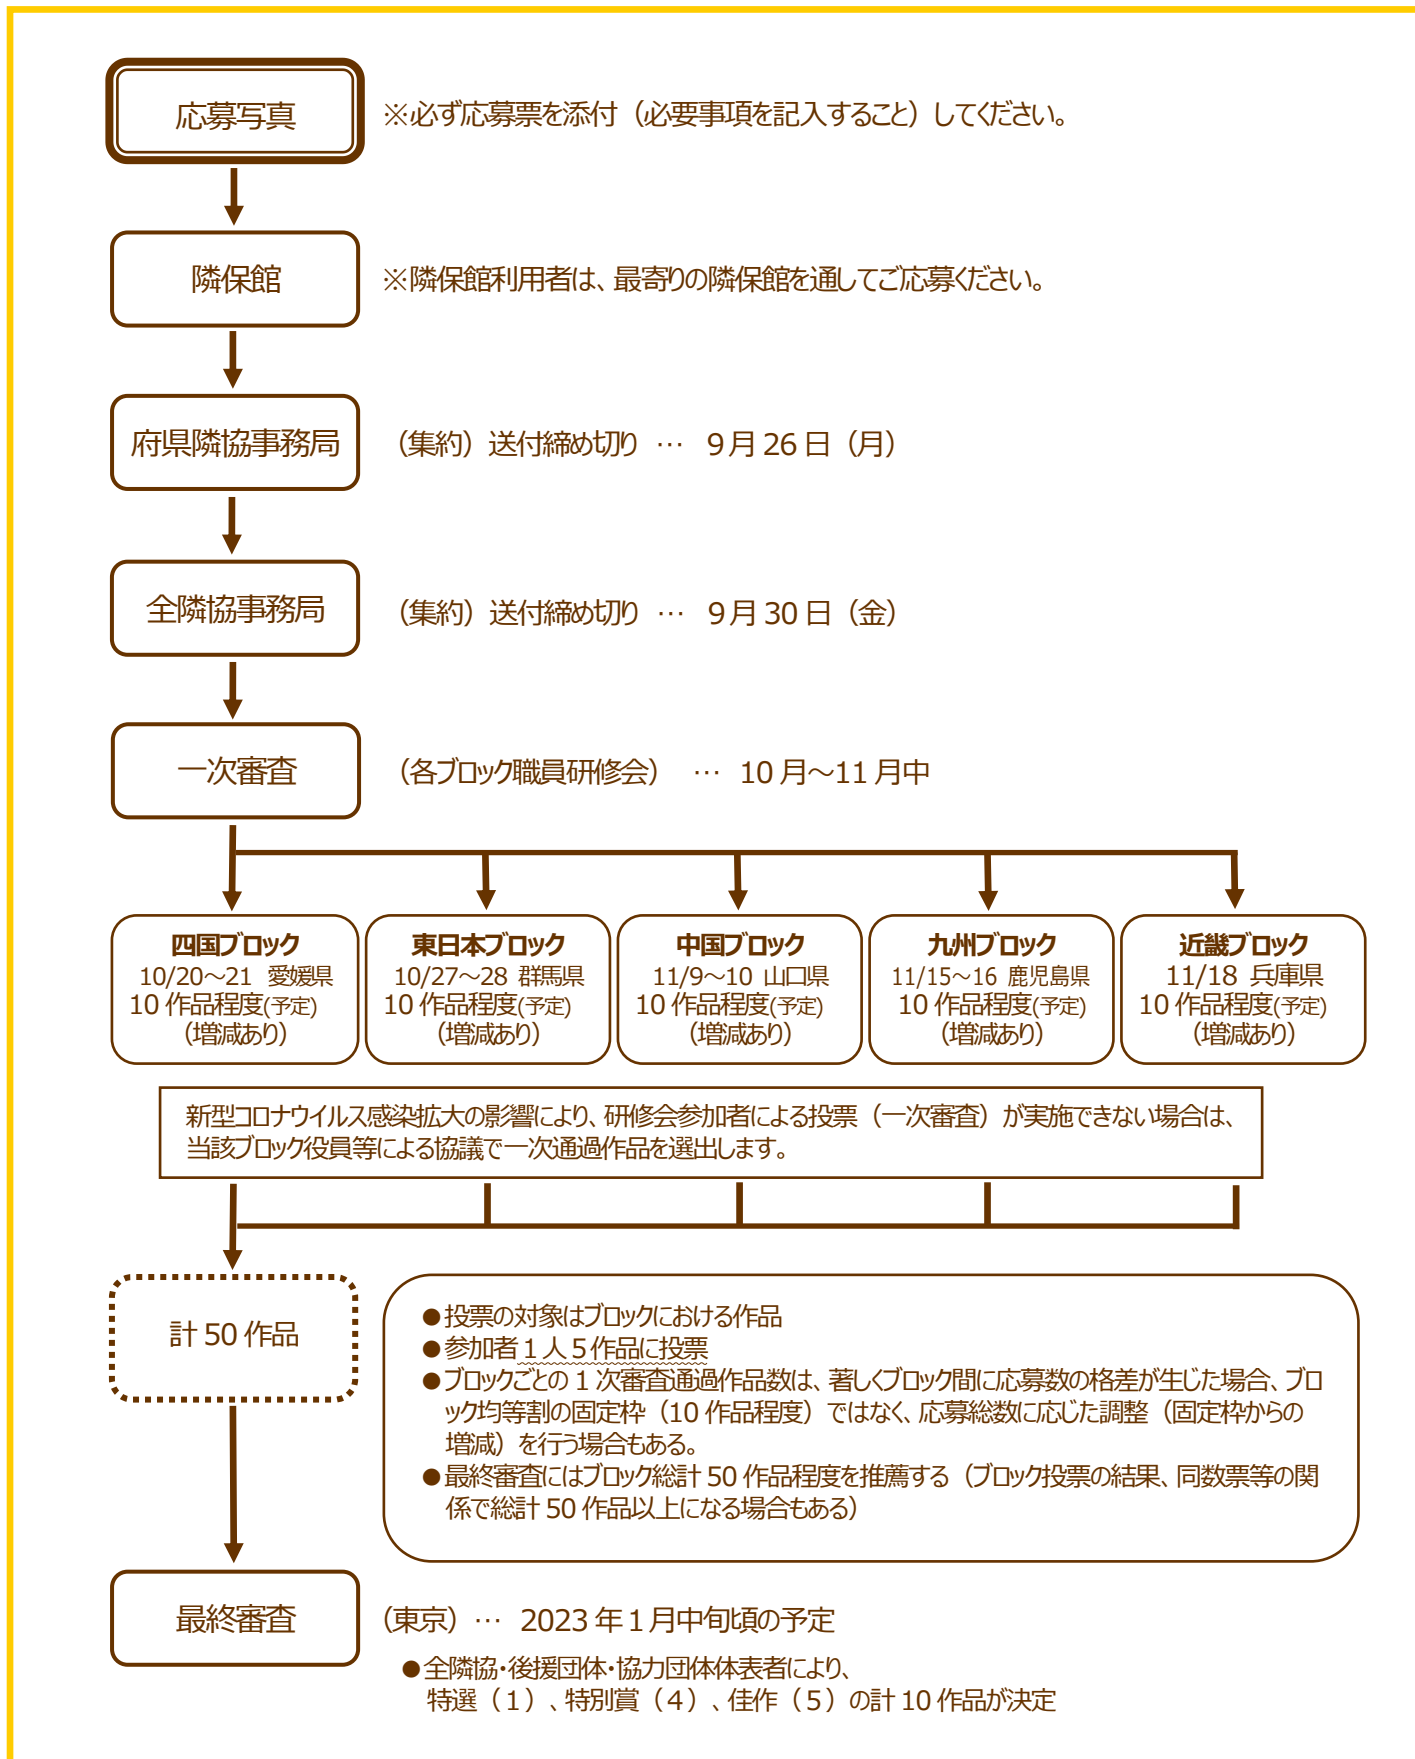 応募写真
※必ず応募票を添付（必要事項を記入すること）してください。
隣保館
※隣保館利用者は、最寄りの隣保館を通してご応募ください。
府県隣協事務局
（集約）送付締め切り … 9月26日（月）
全隣協事務局
（集約）送付締め切り … 9月30日（金）
一次審査
（各ブロック職員研修会） … 10月～11月中
四国ブロック
10/20～21 愛媛県
10作品程度(予定)
（増減あり）
東日本ブロック
10/27～28 群馬県
10作品程度(予定)
（増減あり）
中国ブロック
11/9～10 山口県
10作品程度(予定)
（増減あり）
九州ブロック
11/15～16 鹿児島県
10作品程度(予定)
（増減あり）
近畿ブロック
11/18 兵庫県
10作品程度(予定)
（増減あり）
新型コロナウイルス感染拡大の影響により、研修会参加者による投票（一次審査）が実施できない場合は、
当該ブロック役員等による協議で一次通過作品を選出します。
計50作品
●投票の対象はブロックにおける作品
●参加者１人５作品に投票
●ブロックごとの１次審査通過作品数は、著しくブロック間に応募数の格差が生じた場合、ブロ
ック均等割の固定枠（10作品程度）ではなく、応募総数に応じた調整（固定枠からの
増減）を行う場合もある。
●最終審査にはブロック総計50作品程度を推薦する（ブロック投票の結果、同数票等の関
係で総計50作品以上になる場合もある）
最終審査
（東京）… 2023年１月中旬頃の予定
●全隣協・後援団体・協力団体体表者により、
特選（１）、特別賞（４）、佳作（５）の計10作品が決定